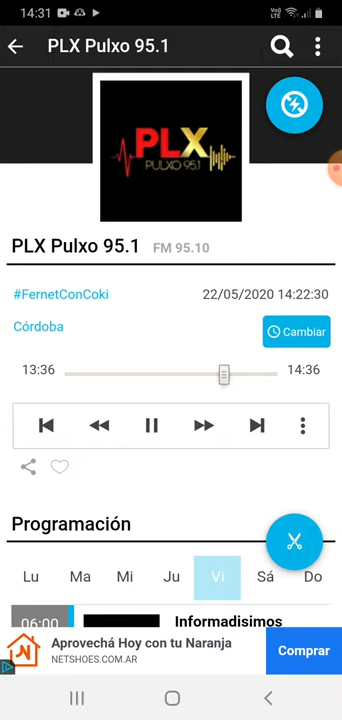 14:31
PLX Pulxo 95.1
PLX
PULXO 95.1
PLX Pulxo 95.1 FM 95.10
#FernetConCoki 22/05/2020 14:22:30
Córdoba
Cambiar
13:36 14:36
Programación
Lu Ma Mi Ju Vi Sá Do
06:00 Informadisimos
Aprovechá Hoy con tu Naranja
NETSHOES.COM.AR
Comprar